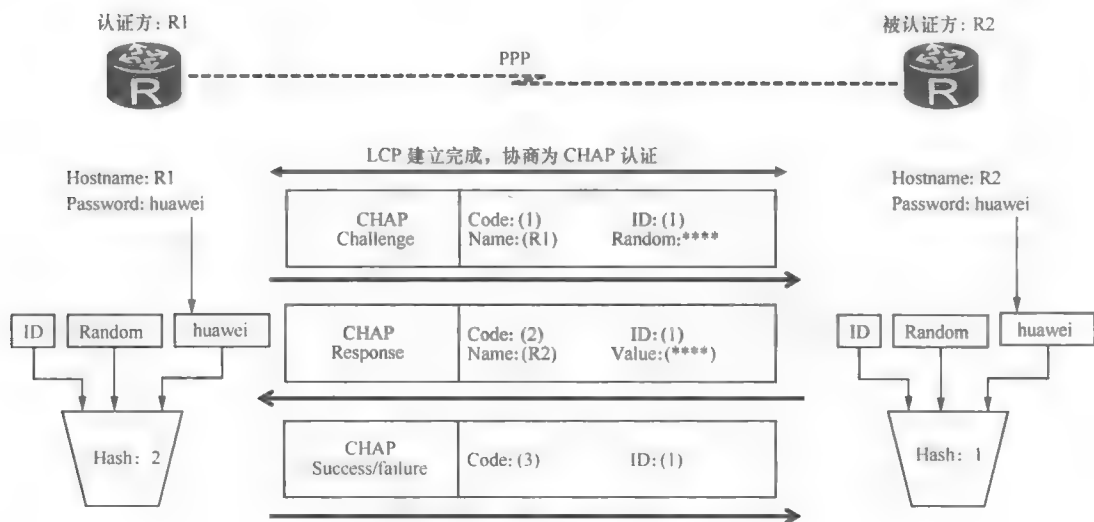 认证方: R1
被认证方: R2
PPP
R
R
LCP 建立完成，协商为 CHAP 认证
Hostname: R1
Password: huawei
Hostname: R2
Password: huawei
CHAP
Challenge
Code: (1) ID: (1)
Name: (R1) Random:****
ID Random huawei
CHAP
Response
Code: (2) ID: (1)
Name: (R2) Value:(****)
ID Random huawei
Hash: 2
CHAP
Success/failure
Code: (3) ID: (1)
Hash: 1